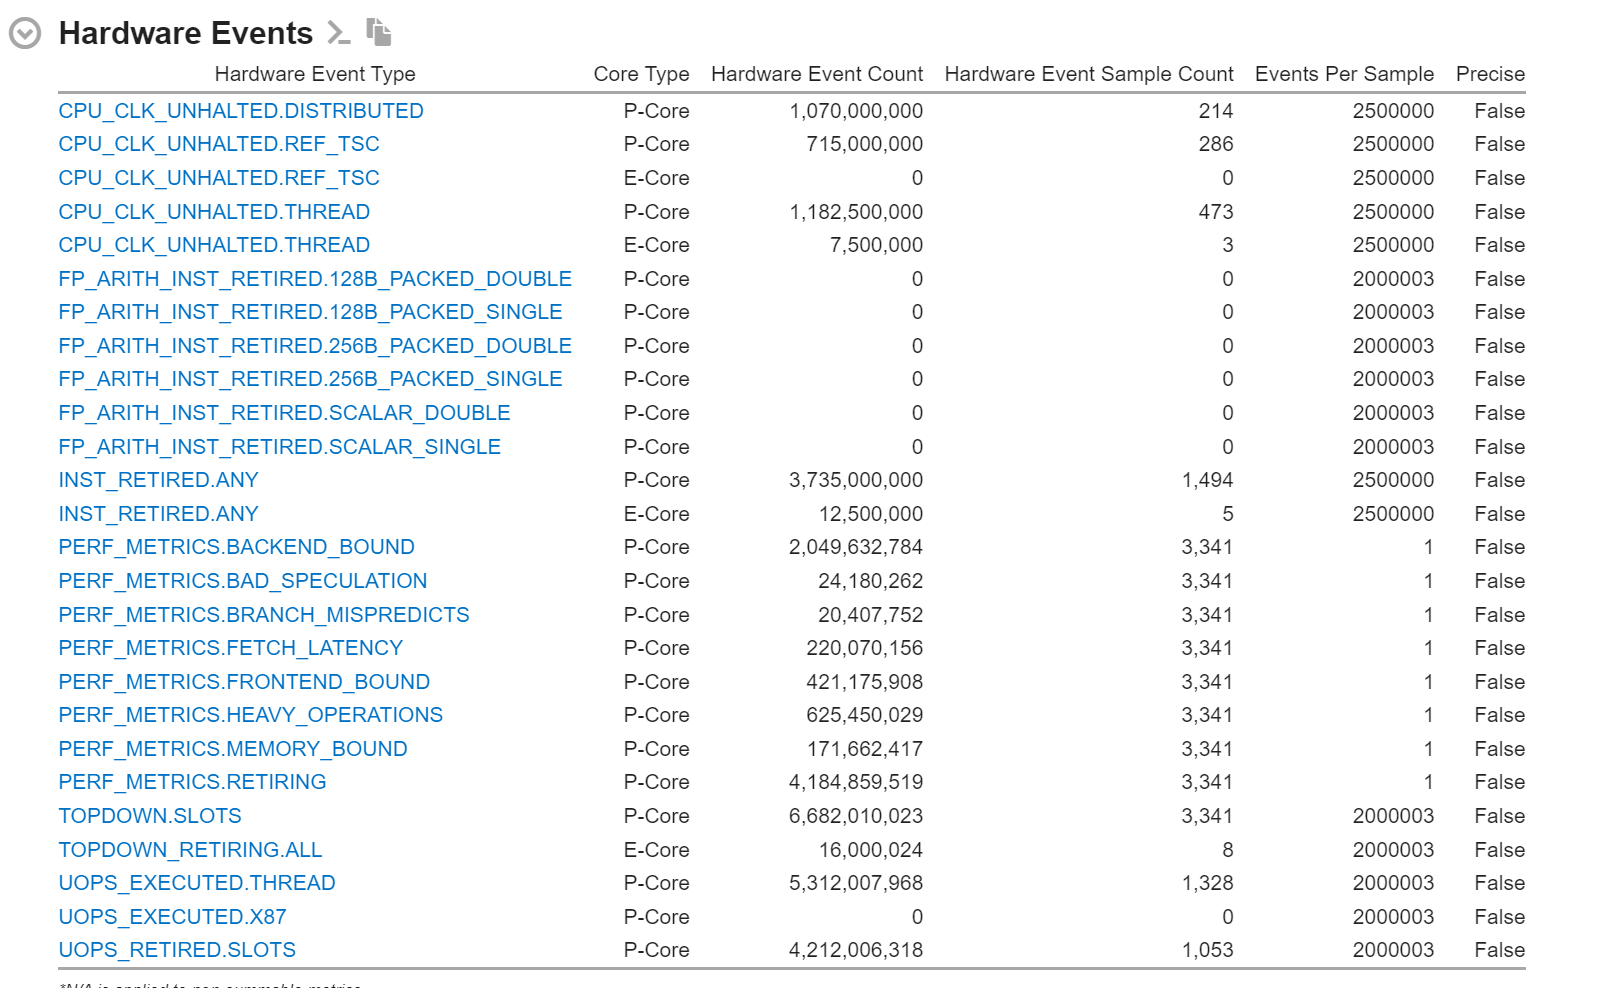 Hardware Events
Hardware Event Type Core Type Hardware Event Count Hardware Event Sample Count Events Per Sample Precise
CPU_CLK_UNHALTED.DISTRIBUTED P-Core 1,070,000,000 214 2500000 False
CPU_CLK_UNHALTED.REF_TSC P-Core 715,000,000 286 2500000 False
CPU_CLK_UNHALTED.REF_TSC E-Core 0 0 2500000 False
CPU_CLK_UNHALTED.THREAD P-Core 1,182,500,000 473 2500000 False
CPU_CLK_UNHALTED.THREAD E-Core 7,500,000 3 2500000 False
FP_ARITH_INST_RETIRED.128B_PACKED_DOUBLE P-Core 0 0 2000003 False
FP_ARITH_INST_RETIRED.128B_PACKED_SINGLE P-Core 0 0 2000003 False
FP_ARITH_INST_RETIRED.256B_PACKED_DOUBLE P-Core 0 0 2000003 False
FP_ARITH_INST_RETIRED.256B_PACKED_SINGLE P-Core 0 0 2000003 False
FP_ARITH_INST_RETIRED.SCALAR_DOUBLE P-Core 0 0 2000003 False
FP_ARITH_INST_RETIRED.SCALAR_SINGLE P-Core 0 0 2000003 False
INST_RETIRED.ANY P-Core 3,735,000,000 1,494 2500000 False
INST_RETIRED.ANY E-Core 12,500,000 5 2500000 False
PERF_METRICS.BACKEND_BOUND P-Core 2,049,632,784 3,341 1 False
PERF_METRICS.BAD_SPECULATION P-Core 24,180,262 3,341 1 False
PERF_METRICS.BRANCH_MISPREDICTS P-Core 20,407,752 3,341 1 False
PERF_METRICS.FETCH_LATENCY P-Core 220,070,156 3,341 1 False
PERF_METRICS.FRONTEND_BOUND P-Core 421,175,908 3,341 1 False
PERF_METRICS.HEAVY_OPERATIONS P-Core 625,450,029 3,341 1 False
PERF_METRICS.MEMORY_BOUND P-Core 171,662,417 3,341 1 False
PERF_METRICS.RETIRING P-Core 4,184,859,519 3,341 1 False
TOPDOWN.SLOTS P-Core 6,682,010,023 3,341 2000003 False
TOPDOWN_RETIRING.ALL E-Core 16,000,024 8 2000003 False
UOPS_EXECUTED.THREAD P-Core 5,312,007,968 1,328 2000003 False
UOPS_EXECUTED.X87 P-Core 0 0 2000003 False
UOPS_RETIRED.SLOTS P-Core 4,212,006,318 1,053 2000003 False
*N/A is applied to non-summable metrics.